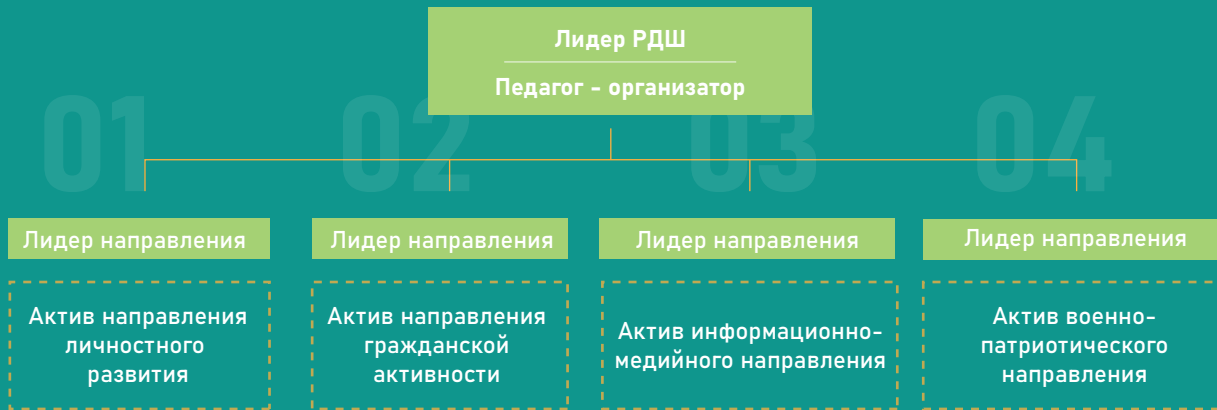 Лидер РДШ
Педагог - организатор
01
02
03
04
Лидер направления
Лидер направления
Лидер направления
Лидер направления
Актив направления
личностного
развития
Актив направления
гражданской
активности
Актив информационно-
медийного направления
Актив военно-
патриотического
направления